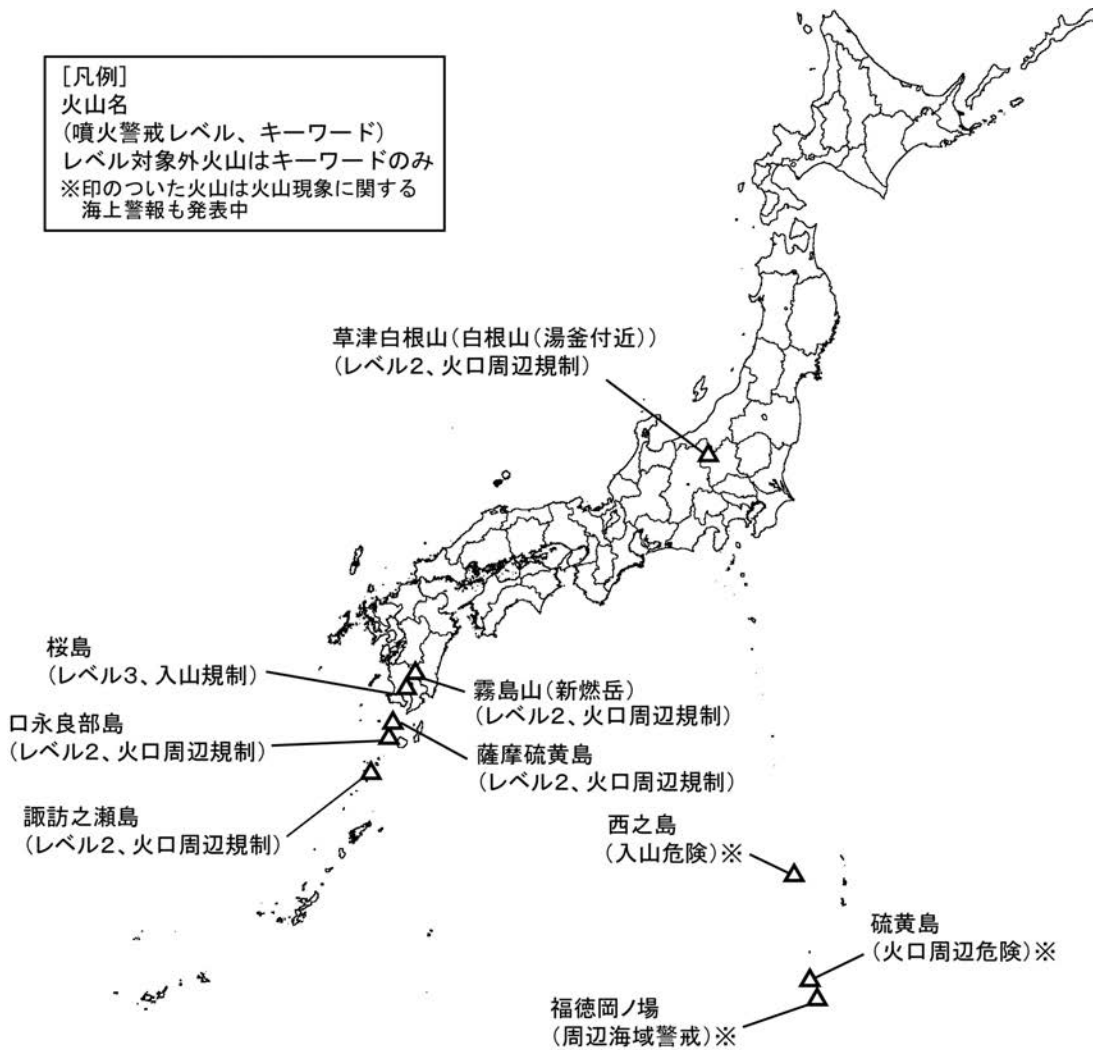 [凡例]
火山名
(噴火警戒レベル、キーワード)
レベル対象外火山はキーワードのみ
※印のついた火山は火山現象に関する
海上警報も発表中
草津白根山(白根山(湯釜付近))
(レベル2、火口周辺規制)
桜島
(レベル3、入山規制)
霧島山(新燃岳)
(レベル2、火口周辺規制)
口永良部島
(レベル2、火口周辺規制)
薩摩硫黄島
(レベル2、火口周辺規制)
諏訪之瀬島
(レベル2、火口周辺規制)
西之島
(入山危険)※
硫黄島
(火口周辺危険)※
福徳岡ノ場
(周辺海域警戒)※